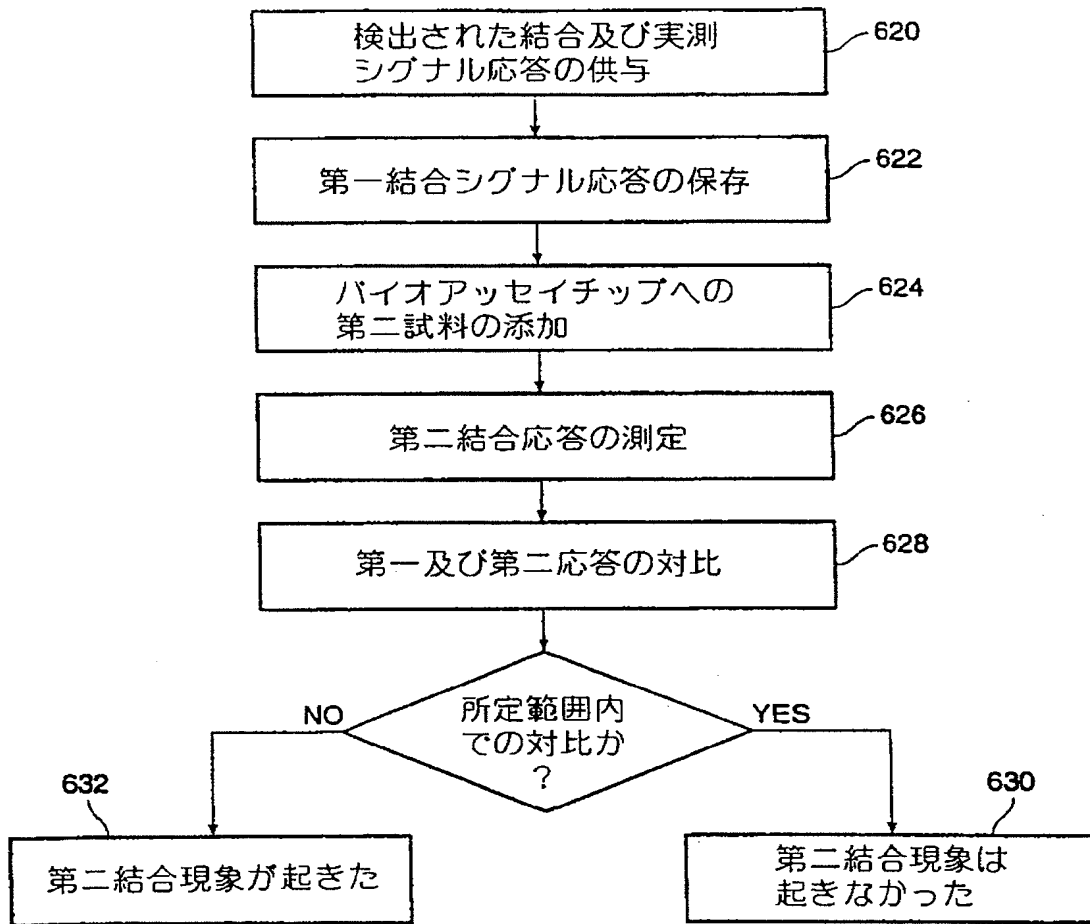 検出された結合及び実測
シグナル応答の供与
620
第一結合シグナル応答の保存
622
バイオアッセイチップへの
第二試料の添加
624
第二結合応答の測定
626
第一及び第二応答の対比
628
所定範囲内
での対比か
?
NO
YES
632
第二結合現象が起きた
630
第二結合現象は
起きなかった